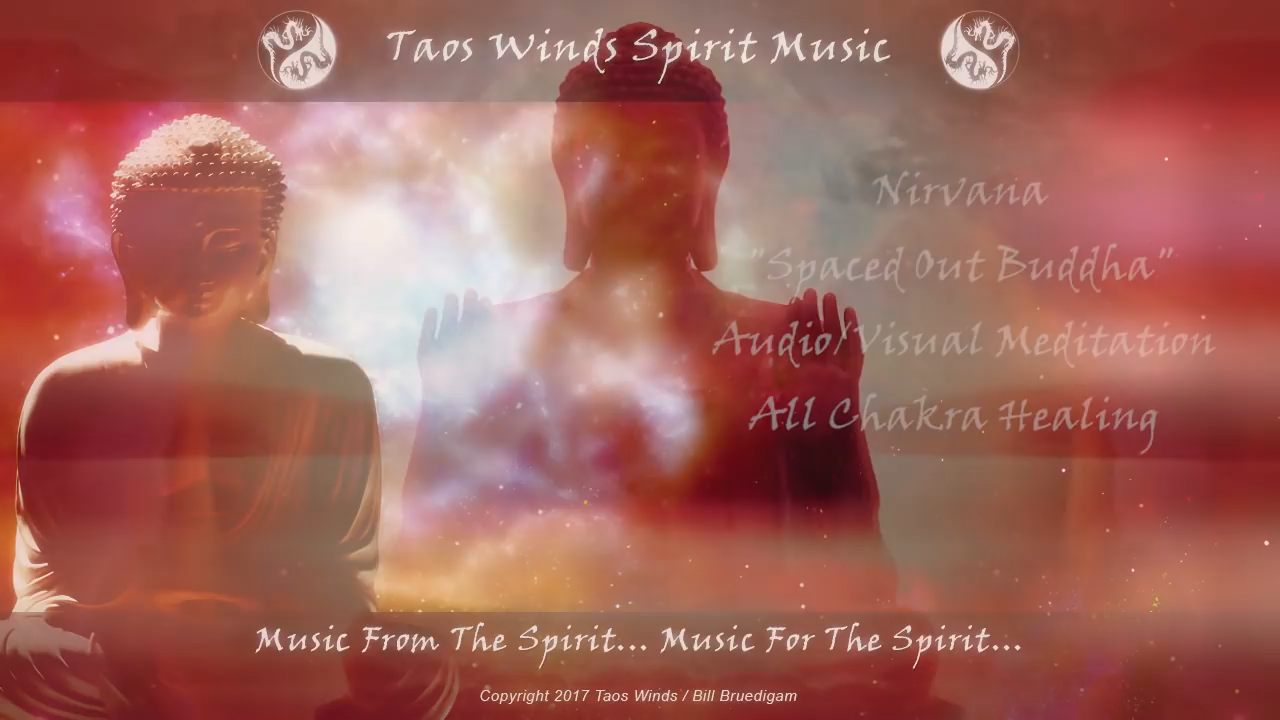 Taos Winds Spirit Music
Nirvana
"Spaced Out Buddha"
Audio/Visual Meditation
All Chakra Healing
Music From The Spirit... Music For The Spirit...
Copyright 2017 Taos Winds / Bill Bruedigam